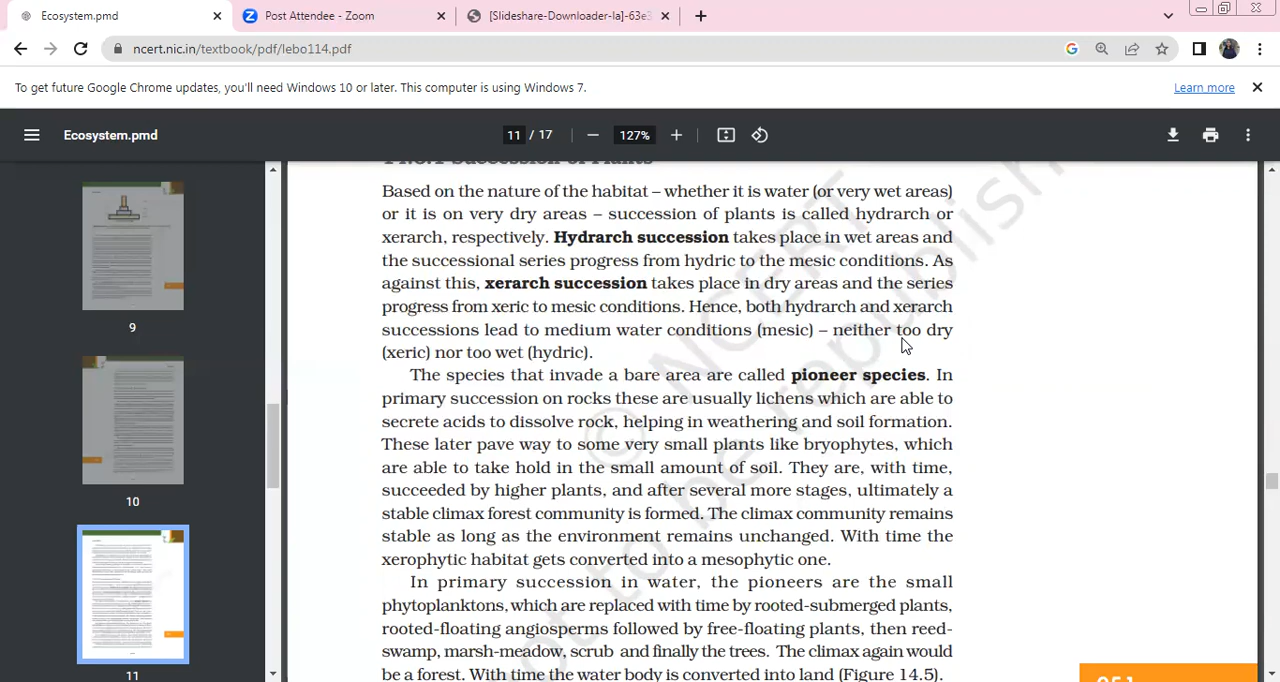 Ecosystem.pmd
Post Attendee - Zoom
[Slideshare-Downloader-la]-63e3
ncert.nic.in/textbook/pdf/lebo114.pdf
To get future Google Chrome updates, you'll need Windows 10 or later. This computer is using Windows 7.
Learn more
Ecosystem.pmd
11 / 17
127%
14.6.1 Succession of Plants
Based on the nature of the habitat – whether it is water (or very wet areas)
or it is on very dry areas – succession of plants is called hydrarch or
xerarch, respectively. Hydrarch succession takes place in wet areas and
the successional series progress from hydric to the mesic conditions. As
against this, xerarch succession takes place in dry areas and the series
progress from xeric to mesic conditions. Hence, both hydrarch and xerarch
successions lead to medium water conditions (mesic) – neither too dry
(xeric) nor too wet (hydric).
The species that invade a bare area are called pioneer species. In
primary succession on rocks these are usually lichens which are able to
secrete acids to dissolve rock, helping in weathering and soil formation.
These later pave way to some very small plants like bryophytes, which
are able to take hold in the small amount of soil. They are, with time,
succeeded by higher plants, and after several more stages, ultimately a
stable climax forest community is formed. The climax community remains
stable as long as the environment remains unchanged. With time the
xerophytic habitat gets converted into a mesophytic one.
In primary succession in water, the pioneers are the small
phytoplanktons, which are replaced with time by rooted-submerged plants,
rooted-floating angiosperms followed by free-floating plants, then reed-
swamp, marsh-meadow, scrub and finally the trees. The climax again would
be a forest. With time the water body is converted into land (Figure 14.5).
© NCERT
be republish
9
10
11